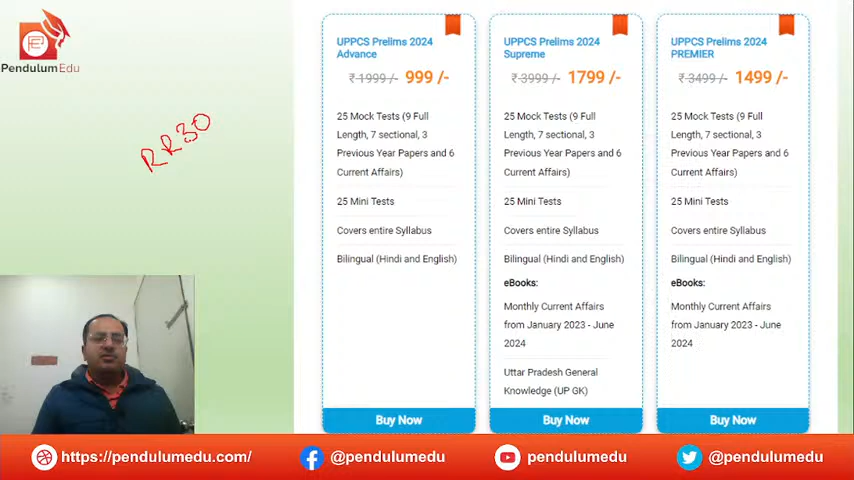 PendulumEdu
RR30
UPPCS Prelims 2024
Advance
₹ 1999 /- 999 /-
25 Mock Tests (9 Full
Length, 7 sectional, 3
Previous Year Papers and 6
Current Affairs)
25 Mini Tests
Covers entire Syllabus
Bilingual (Hindi and English)
Buy Now
UPPCS Prelims 2024
Supreme
₹ 3999 /- 1799 /-
25 Mock Tests (9 Full
Length, 7 sectional, 3
Previous Year Papers and 6
Current Affairs)
25 Mini Tests
Covers entire Syllabus
Bilingual (Hindi and English)
eBooks:
Monthly Current Affairs
from January 2023 - June
2024
Uttar Pradesh General
Knowledge (UP GK)
Buy Now
UPPCS Prelims 2024
PREMIER
₹ 3499 /- 1499 /-
25 Mock Tests (9 Full
Length, 7 sectional, 3
Previous Year Papers and 6
Current Affairs)
25 Mini Tests
Covers entire Syllabus
Bilingual (Hindi and English)
eBooks:
Monthly Current Affairs
from January 2023 - June
2024
Buy Now
https://pendulumedu.com/ @pendulumedu pendulumedu @pendulumedu